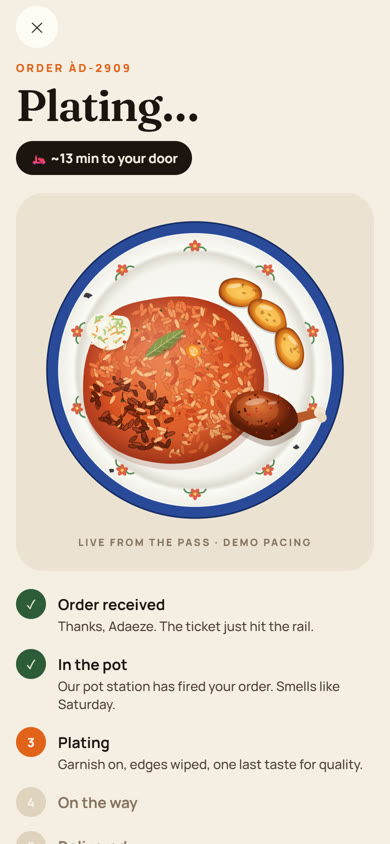 ORDER ÀD-2909
Plating...
~13 min to your door
LIVE FROM THE PASS · DEMO PACING
Order received
Thanks, Adaeze. The ticket just hit the rail.
In the pot
Our pot station has fired your order. Smells like
Saturday.
3 Plating
Garnish on, edges wiped, one last taste for quality.
4 On the way